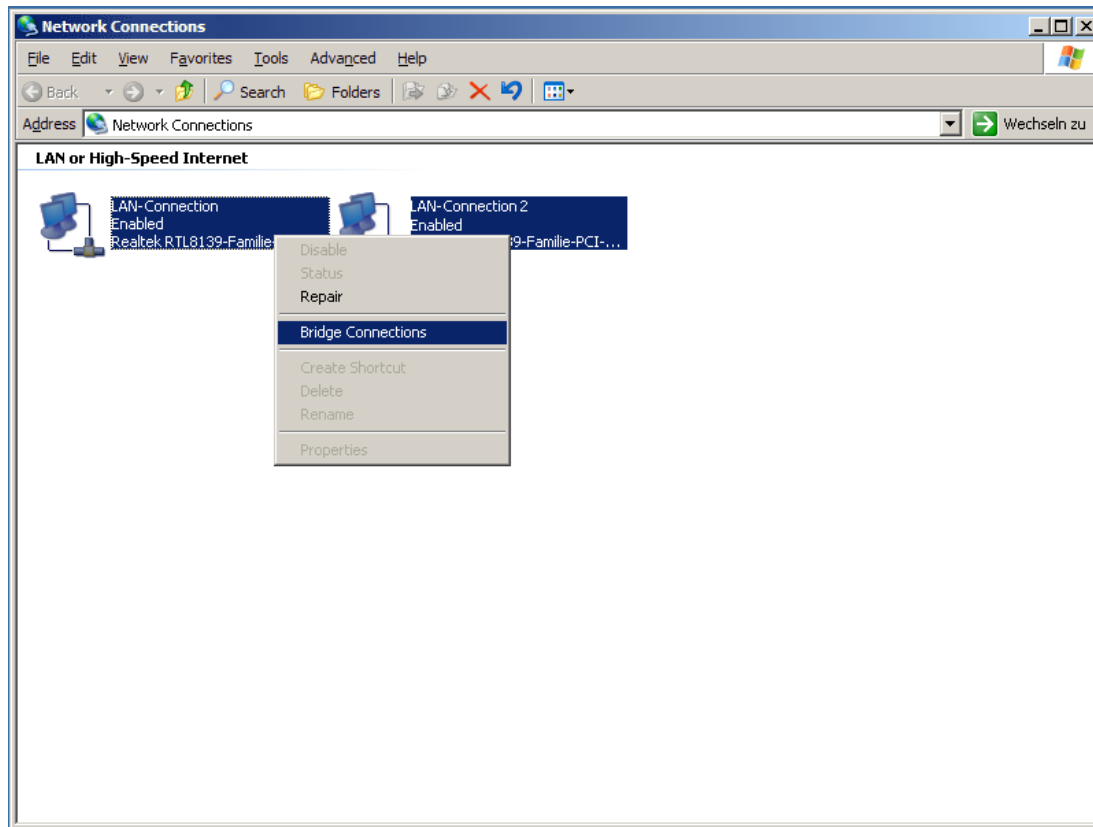 Network Connections
File Edit View Favorites Tools Advanced Help
Back Search Folders
Address Network Connections Wechseln zu
LAN or High-Speed Internet
LAN-Connection
Enabled
Realtek RTL8139-Familie-
LAN-Connection 2
Enabled
9-Familie-PCI-...
Disable
Status
Repair
Bridge Connections
Create Shortcut
Delete
Rename
Properties